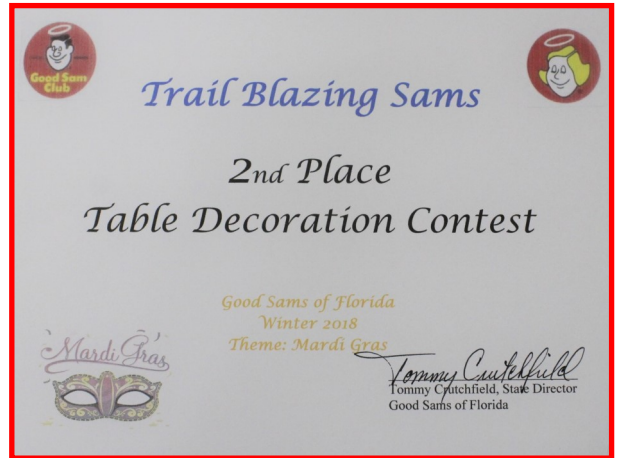 Good Sam
Club
Trail Blazing Sams
2nd Place
Table Decoration Contest
Good Sams of Florida
Winter 2018
Theme: Mardi Gras
Mardi Gras
Tommy Crutchfield
Tommy Crutchfield, State Director
Good Sams of Florida